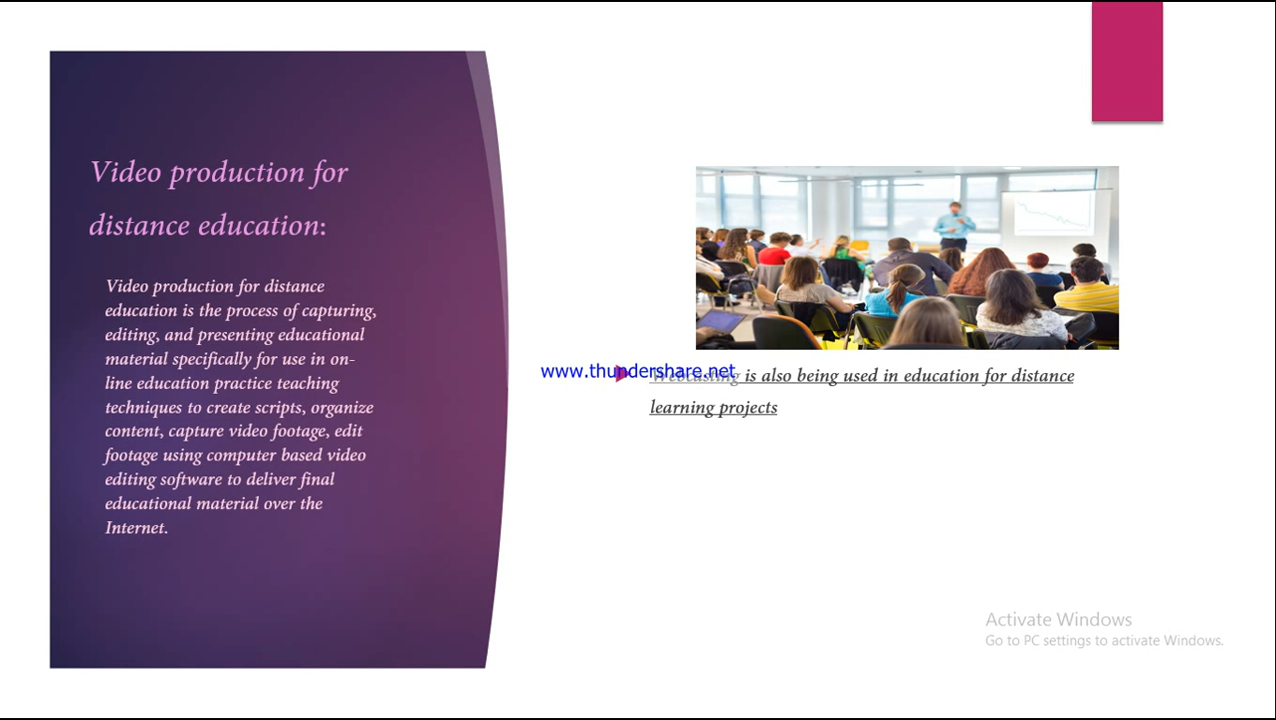 Video production for
distance education:
Video production for distance
education is the process of capturing,
editing, and presenting educational
material specifically for use in on-
line education practice teaching
techniques to create scripts, organize
content, capture video footage, edit
footage using computer based video
editing software to deliver final
educational material over the
Internet.
www.thundershare.net
Webcasting is also being used in education for distance
learning projects
Activate Windows
Go to PC settings to activate Windows.